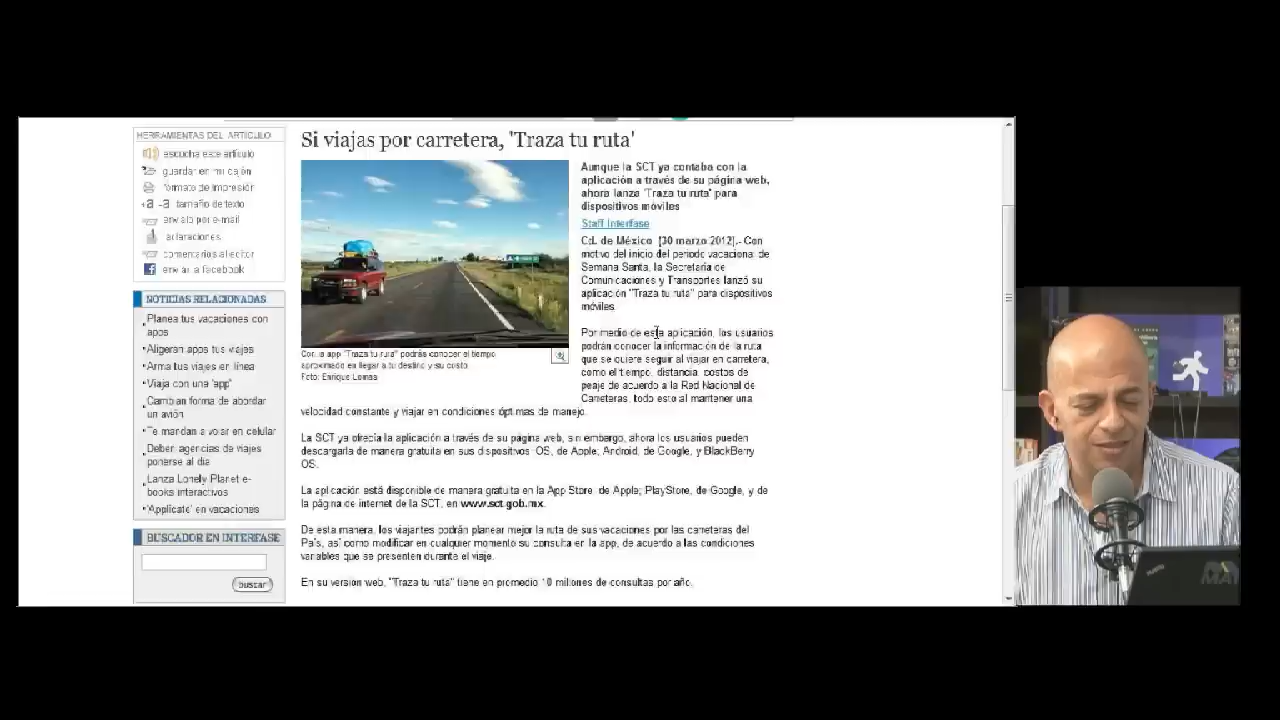 HERRAMIENTAS DEL ARTÍCULO
escucha este artículo
guardar en mi cajón
formato de impresión
+a -a tamaño de texto
envíalo por e-mail
aclaraciones
comentarios al editor
enviar a facebook
NOTICIAS RELACIONADAS
Planea tus vacaciones con
apps
Aligeran apps tus viajes
Arma tus viajes en línea
Viaja con una 'app'
Cambian forma de abordar
un avión
Te mandan a volar en celular
Deben agencias de viajes
ponerse al día
Lanza Lonely Planet e-
books interactivos
'Aplícate' en vacaciones
BUSCADOR EN INTERFASE
buscar
Si viajas por carretera, 'Traza tu ruta'
Con la app "Traza tu ruta" podrás conocer el tiempo
aproximado en llegar a tu destino y su costo
Foto: Enrique Lomas
Aunque la SCT ya contaba con la
aplicación a través de su página web,
ahora lanza 'Traza tu ruta' para
dispositivos móviles
Staff Interfase
Cd. de México (30 marzo 2012).- Con
motivo del inicio del periodo vacacional de
Semana Santa, la Secretaría de
Comunicaciones y Transportes lanzó su
aplicación "Traza tu ruta" para dispositivos
móviles.
Por medio de esta aplicación, los usuarios
podrán conocer la información de la ruta
que se quiere seguir al viajar en carretera,
como el tiempo, distancia, costos de
peaje de acuerdo a la Red Nacional de
Carreteras, todo esto al mantener una
velocidad constante y viajar en condiciones óptimas de manejo.
La SCT ya ofrecía la aplicación a través de su página web, sin embargo, ahora los usuarios pueden
descargarla de manera gratuita en sus dispositivos iOS, de Apple; Android, de Google, y BlackBerry
OS.
La aplicación está disponible de manera gratuita en la App Store, de Apple; PlayStore, de Google, y de
la página de internet de la SCT, en www.sct.gob.mx.
De esta manera, los viajantes podrán planear mejor la ruta de sus vacaciones por las carreteras del
País, así como modificar en cualquier momento su consulta en la app, de acuerdo a las condiciones
variables que se presenten durante el viaje.
En su versión web, "Traza tu ruta" tiene en promedio 10 millones de consultas por año.